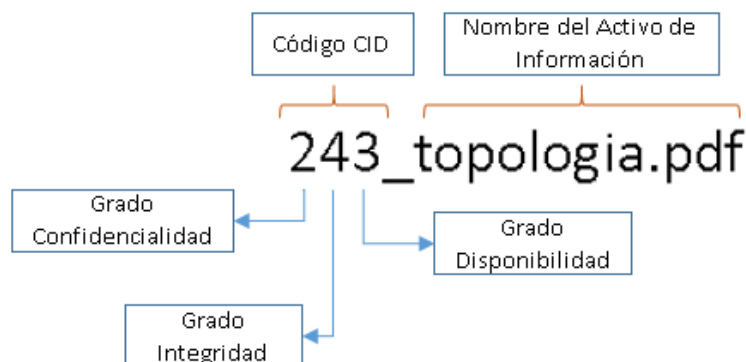 Código CID
Nombre del Activo de
Información
243_topologia.pdf
Grado
Confidencialidad
Grado
Disponibilidad
Grado
Integridad